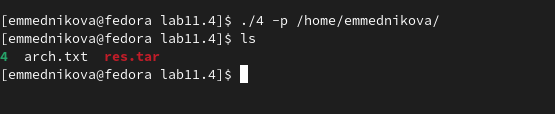 [emmednikova@fedora lab11.4]$ ./4 -p /home/emmednikova/
[emmednikova@fedora lab11.4]$ ls
4 arch.txt res.tar
[emmednikova@fedora lab11.4]$